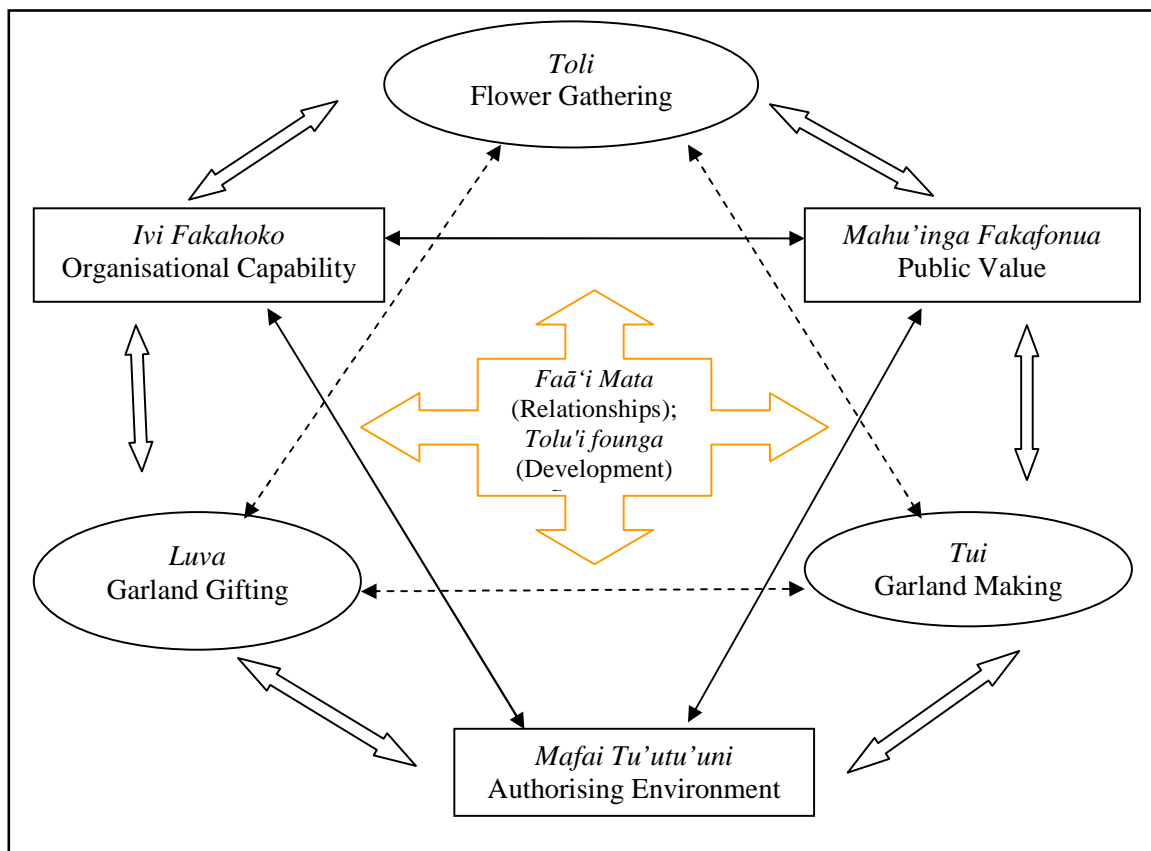 Toli
Flower Gathering
Ivi Fakahoko
Organisational Capability
Mahu’inga Fakafonua
Public Value
Faā‘i Mata
(Relationships);
Tolu'i founga
(Development)
Luva
Garland Gifting
Tui
Garland Making
Mafai Tu’utu’uni
Authorising Environment